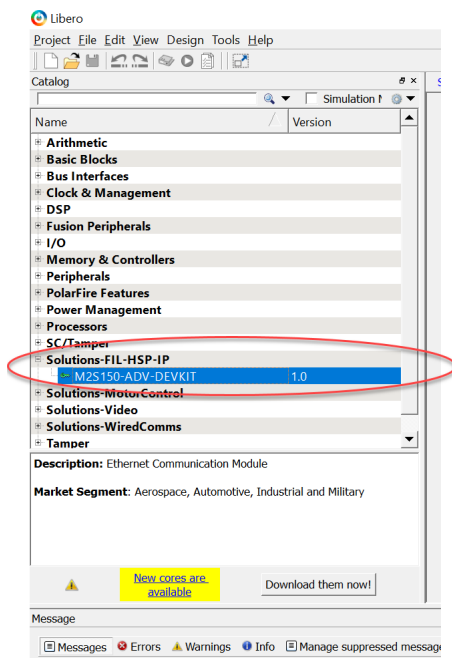 Libero
Project File Edit View Design Tools Help
Catalog
Simulation
Name Version
Arithmetic
Basic Blocks
Bus Interfaces
Clock & Management
DSP
Fusion Peripherals
I/O
Memory & Controllers
Peripherals
PolarFire Features
Power Management
Processors
SC/Tamper
Solutions-FIL-HSP-IP
M2S150-ADV-DEVKIT 1.0
Solutions-MotorControl
Solutions-Video
Solutions-WiredComms
Tamper
Description: Ethernet Communication Module
Market Segment: Aerospace, Automotive, Industrial and Military
New cores are
available
Download them now!
Message
Messages Errors Warnings Info Manage suppressed message